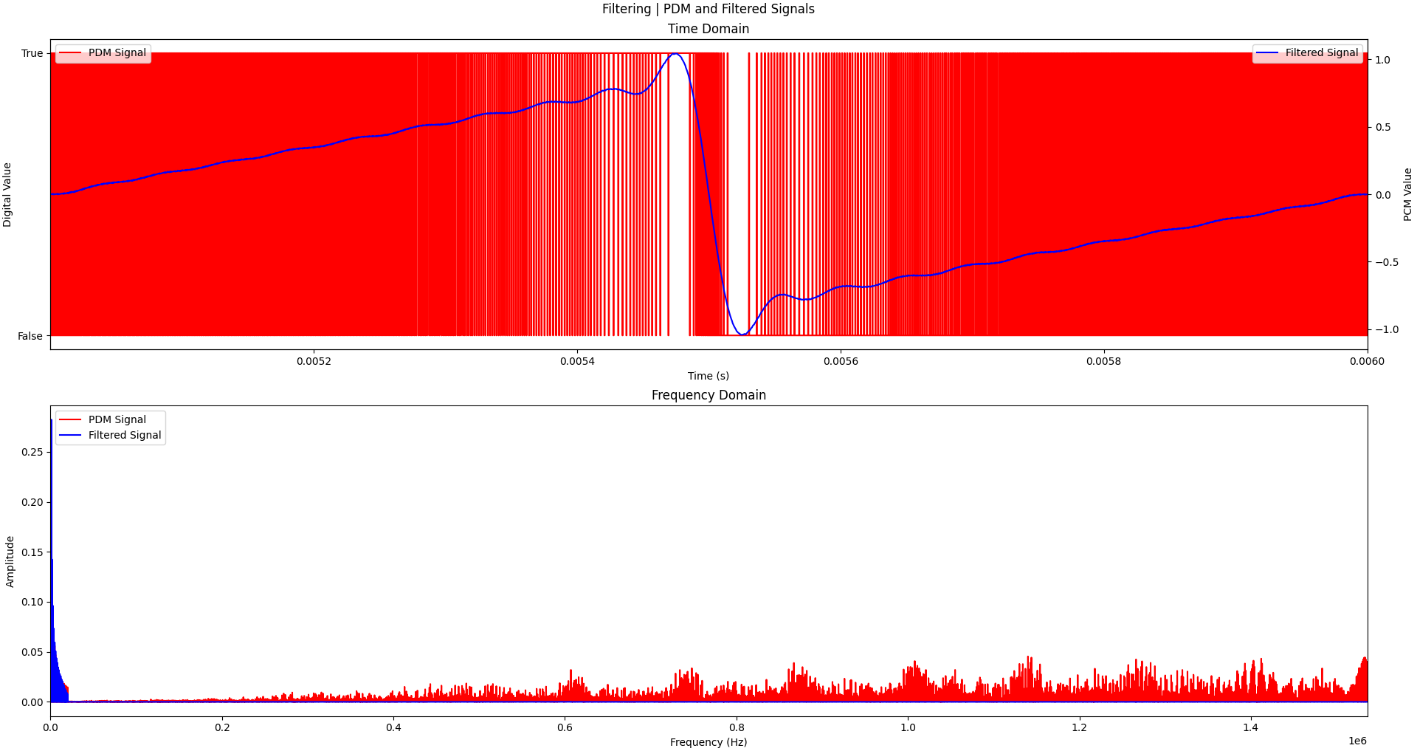 Filtering | PDM and Filtered Signals
Time Domain
True
False
Digital Value
PDM Signal
Filtered Signal
1.0
0.5
0.0
−0.5
−1.0
PCM Value
0.0052 0.0054 0.0056 0.0058 0.0060
Time (s)
Frequency Domain
PDM Signal
Filtered Signal
0.25
0.20
0.15
0.10
0.05
0.00
Amplitude
0.0 0.2 0.4 0.6 0.8 1.0 1.2 1.4
1e6
Frequency (Hz)